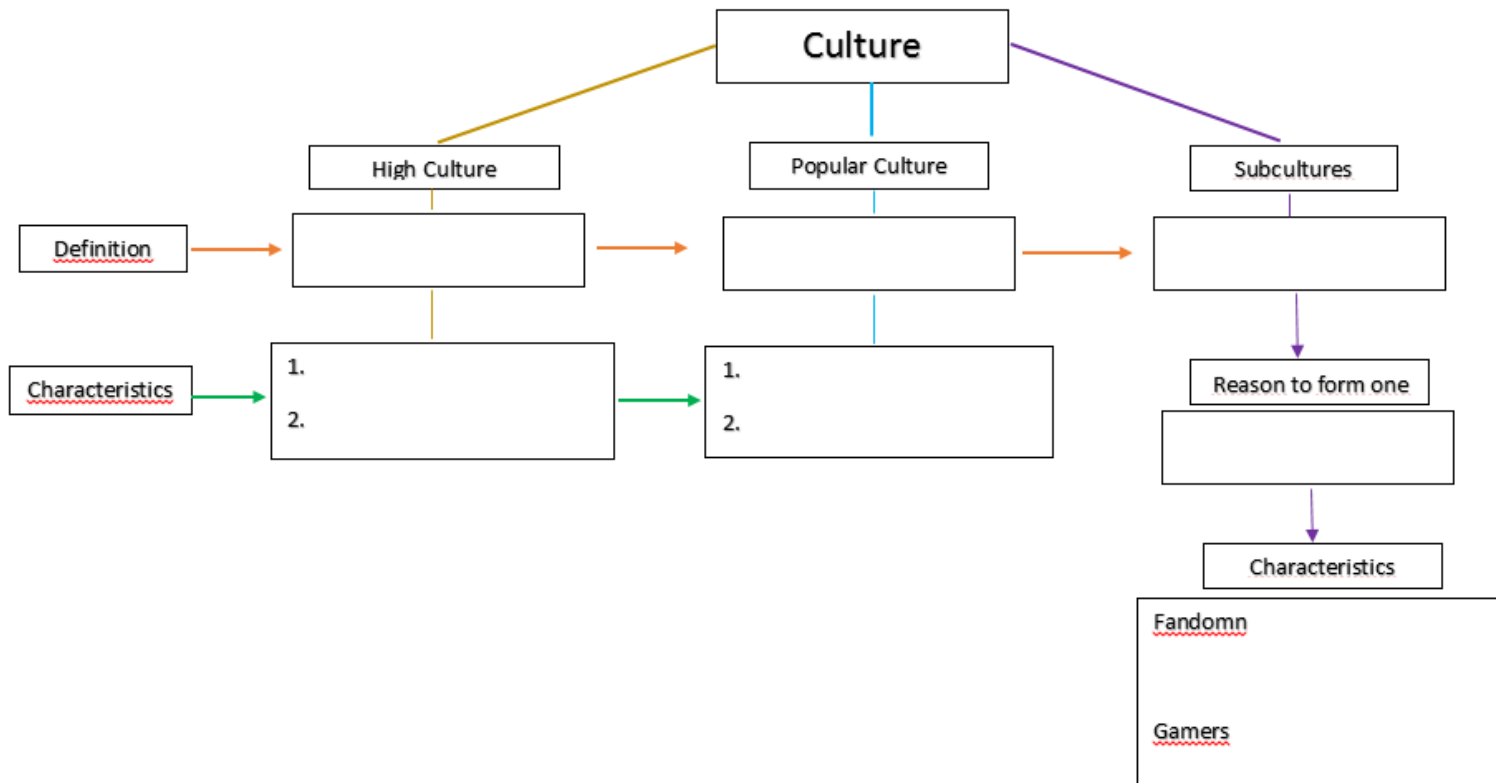 Culture
High Culture
Popular Culture
Subcultures
Definition
Characteristics
1.
2.
1.
2.
Reason to form one
Characteristics
Fandomn
Gamers